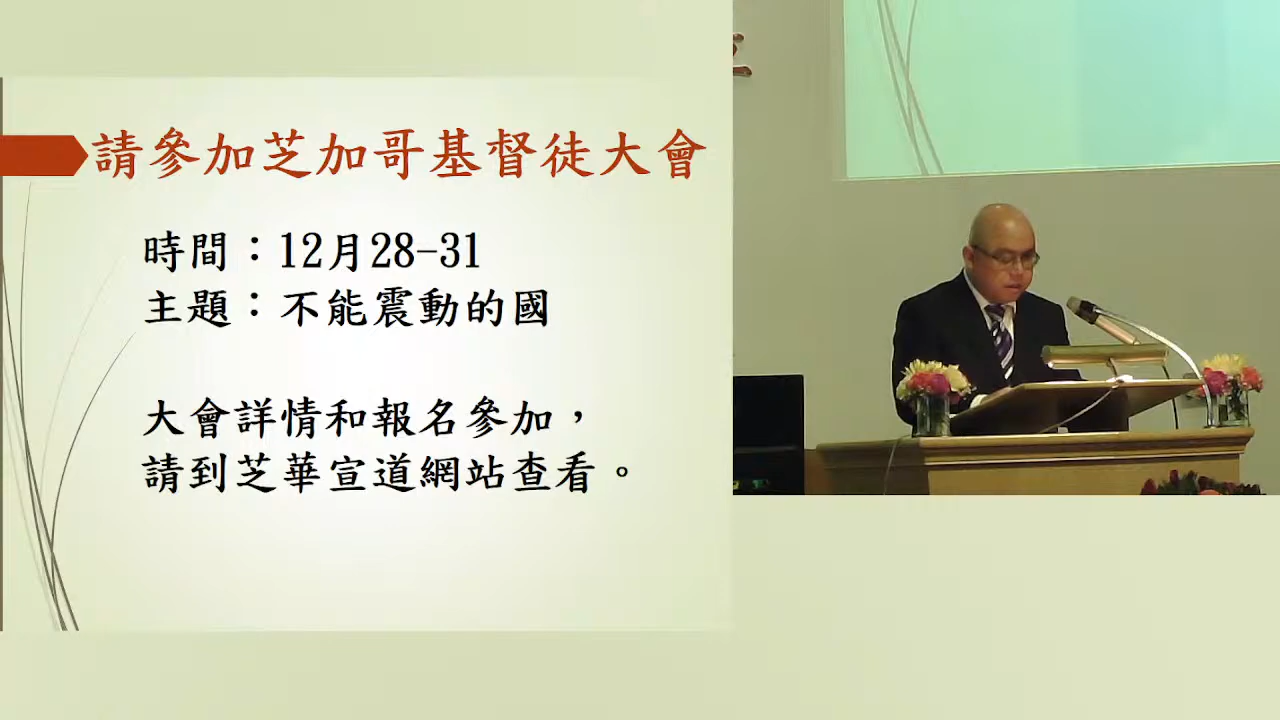 請參加芝加哥基督徒大會
時間：12月28-31
主題：不能震動的國
大會詳情和報名參加，
請到芝華宣道網站查看。